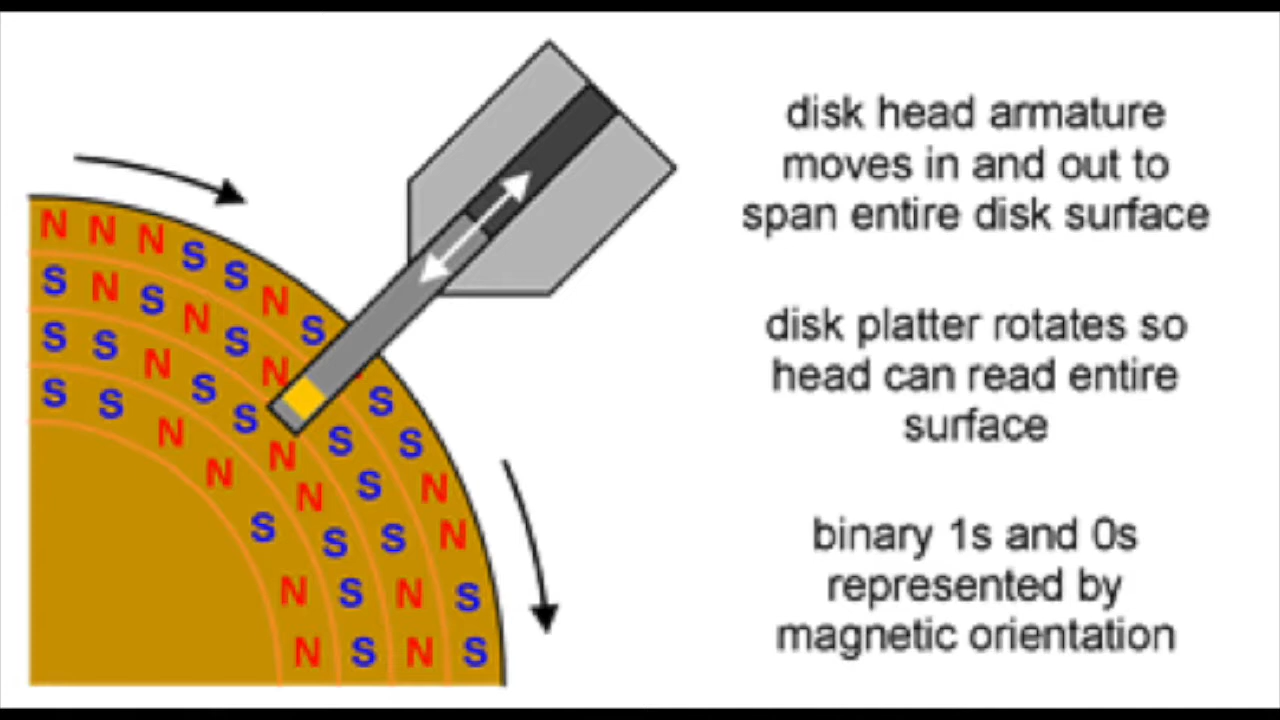 N N N S S N S S S N N S S
S N S N S N S S S N N
S S N S S N N S S S
S S N N S N N
disk head armature
moves in and out to
span entire disk surface
disk platter rotates so
head can read entire
surface
binary 1s and 0s
represented by
magnetic orientation